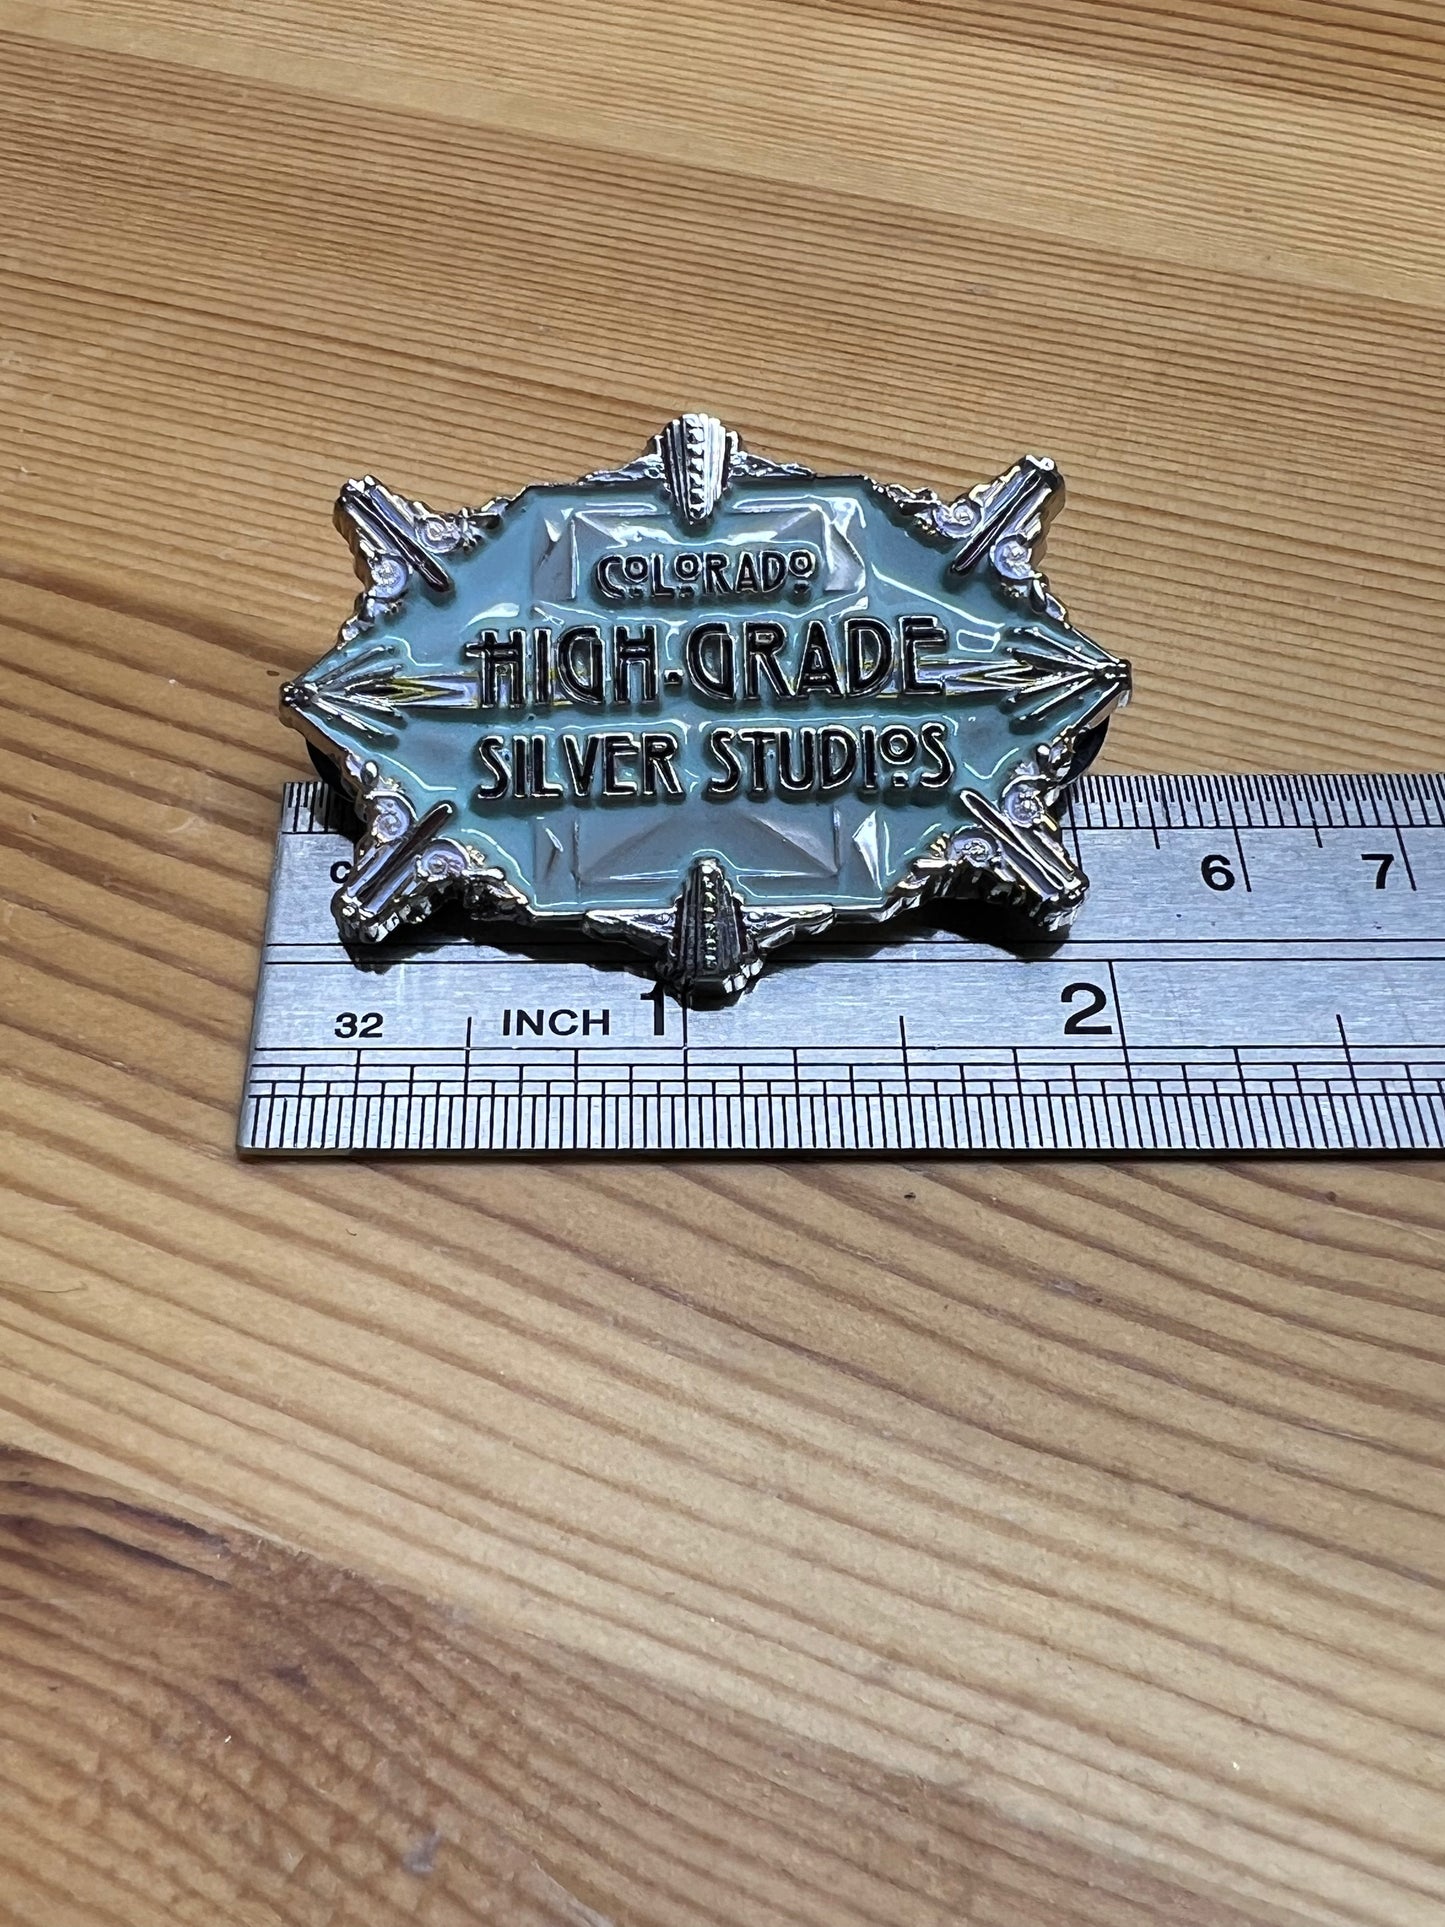 COLORADO
HIGH-GRADE
SILVER STUDIOS
6 7
32 INCH 1 2